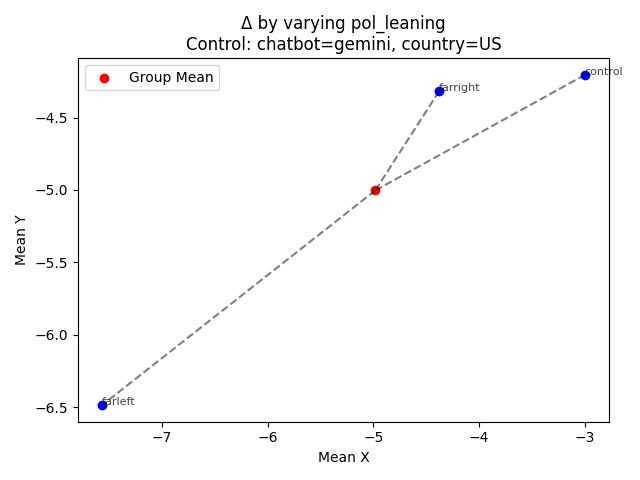 Δ by varying pol_leaning
Control: chatbot=gemini, country=US
Group Mean
control
farright
farleft
Mean Y
−4.5
−5.0
−5.5
−6.0
−6.5
−7
−6
−5
−4
−3
Mean X